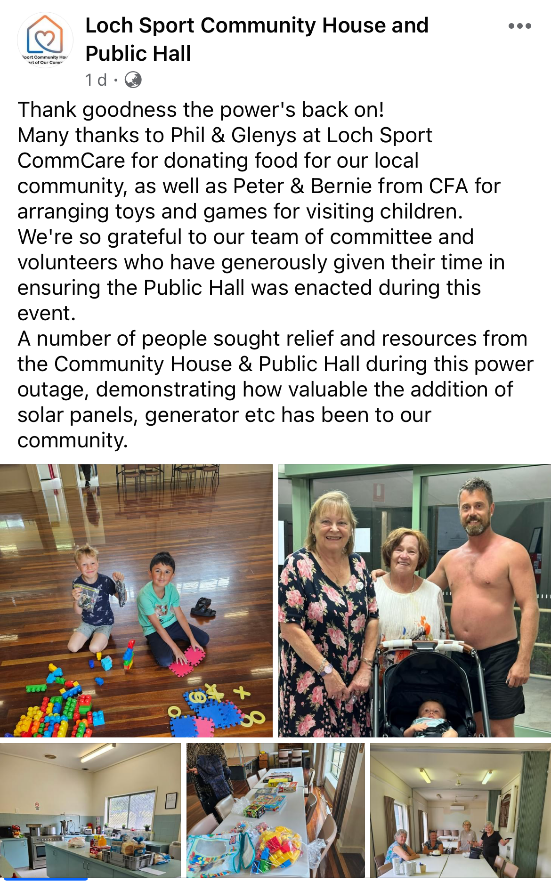 Loch Sport Community House and
Public Hall
1 d ·
Thank goodness the power's back on!
Many thanks to Phil & Glenys at Loch Sport
CommCare for donating food for our local
community, as well as Peter & Bernie from CFA for
arranging toys and games for visiting children.
We're so grateful to our team of committee and
volunteers who have generously given their time in
ensuring the Public Hall was enacted during this
event.
A number of people sought relief and resources from
the Community House & Public Hall during this power
outage, demonstrating how valuable the addition of
solar panels, generator etc has been to our
community.